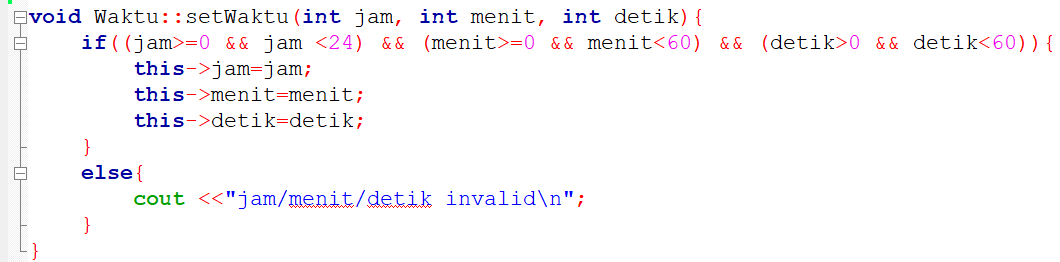 void Waktu::setWaktu(int jam, int menit, int detik){
if((jam>=0 && jam <24) && (menit>=0 && menit<60) && (detik>0 && detik<60)){
this->jam=jam;
this->menit=menit;
this->detik=detik;
}
else{
cout <<"jam/menit/detik invalid\n";
}
}